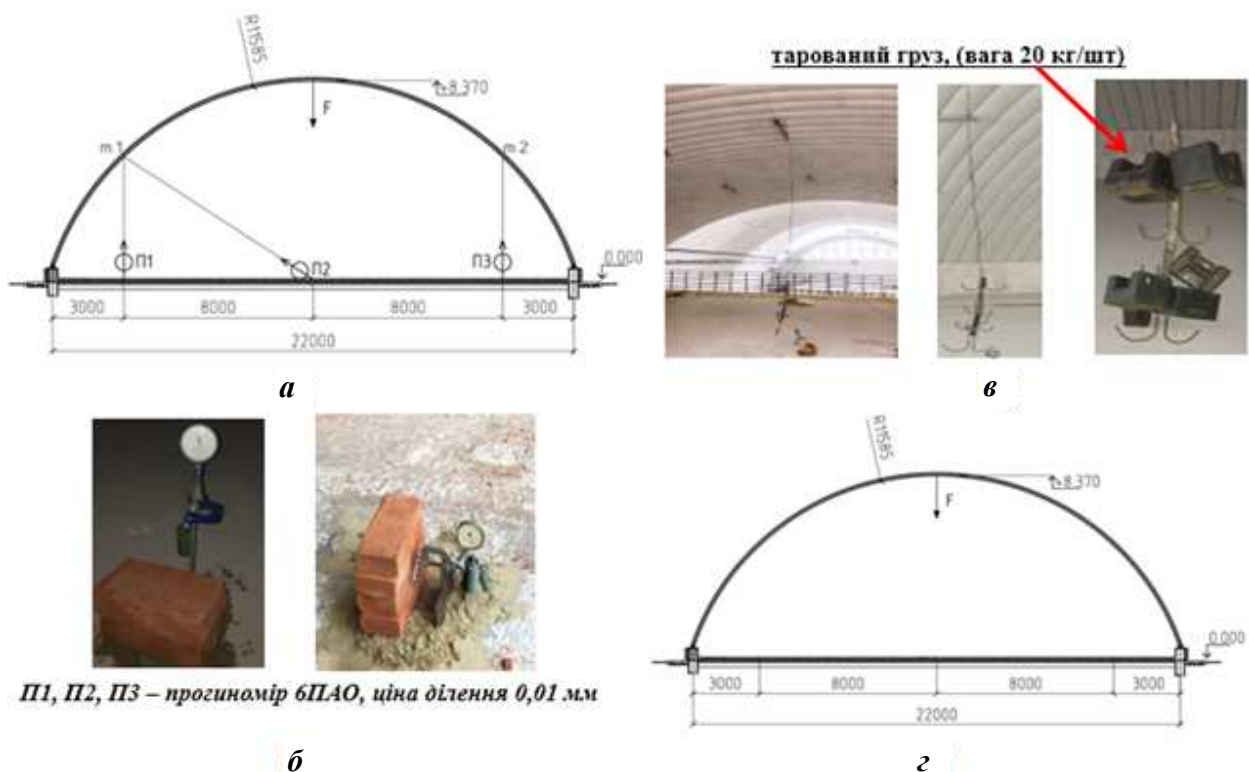 R11585
+8.370
F
т.1
т.2
П1
П2
П3
0.000
3000
8000
8000
3000
22000
а
тарований груз, (вага 20 кг/шт)
в
П1, П2, П3 – прогиномір 6ПАО, ціна ділення 0,01 мм
б
R11585
+8.370
F
0.000
3000
8000
8000
3000
22000
г